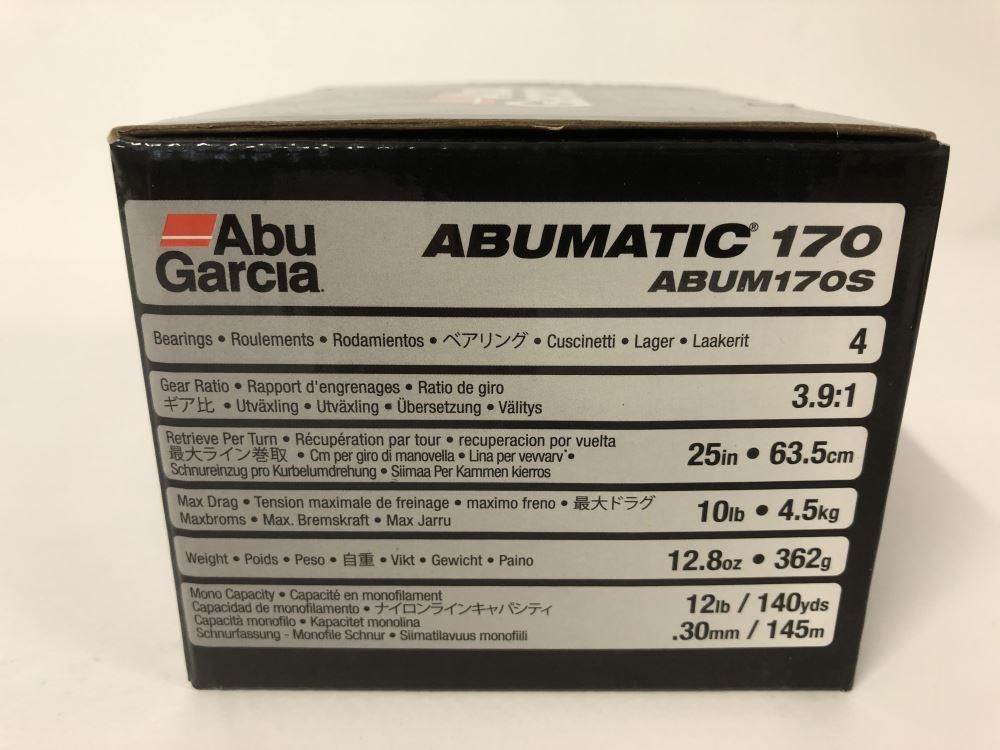 Abu
Garcia
ABUMATIC® 170
ABUM170S
Bearings • Roulements • Rodamientos • ベアリング • Cuscinetti • Lager • Laakerit 4
Gear Ratio • Rapport d'engrenages • Ratio de giro
ギア比 • Utväxling • Utväxling • Übersetzung • Välitys
3.9:1
Retrieve Per Turn • Récupération par tour • recuperacion por vuelta
最大ライン巻取 • Cm per giro di manovella • Lina per vevvarv •
Schnureinzug pro Kurbelumdrehung • Siimaa Per Kammen kierros
25in • 63.5cm
Max Drag • Tension maximale de freinage • maximo freno • 最大ドラグ
Maxbroms • Max. Bremskraft • Max Jarru
10lb • 4.5kg
Weight • Poids • Peso • 自重 • Vikt • Gewicht • Paino 12.8oz • 362g
Mono Capacity • Capacité en monofilament
Capacidad de monofilamento • ナイロンラインキャパシティ
Capacità monofilo • Kapacitet monolina
Schnurfassung - Monofile Schnur • Siimatilavuus monofiili
12lb / 140yds
.30mm / 145m